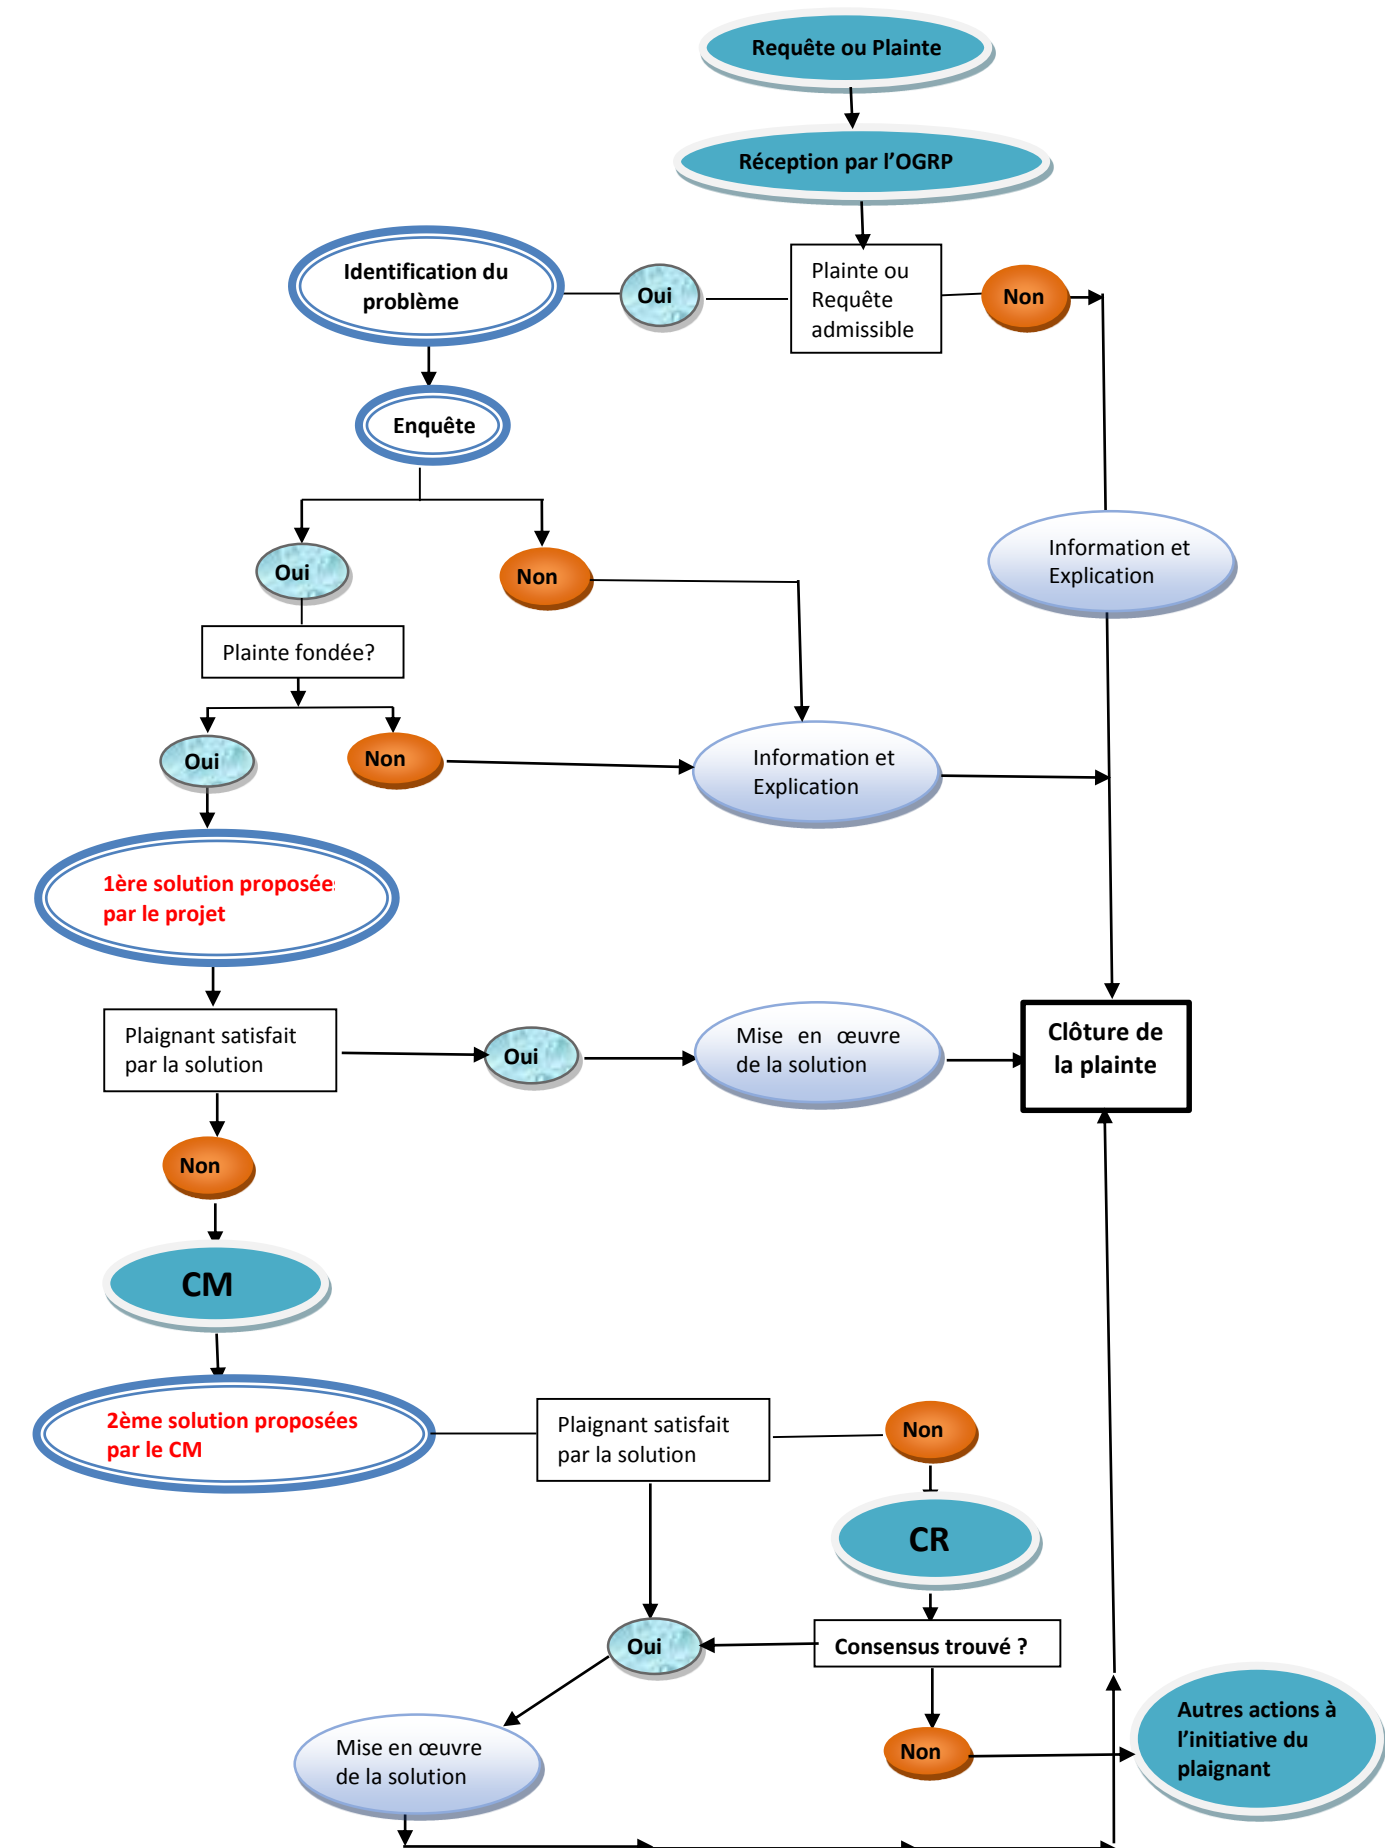 Requête ou Plainte
Réception par l'OGRP
Identification du
problème
Oui
Plainte ou
Requête
admissible
Non
Enquête
Oui
Non
Information et
Explication
Plainte fondée?
Oui
Non
Information et
Explication
1ère solution proposées
par le projet
Plaignant satisfait
par la solution
Oui
Mise en œuvre
de la solution
Clôture de
la plainte
Non
CM
2ème solution proposées
par le CM
Plaignant satisfait
par la solution
Non
CR
Oui
Consensus trouvé ?
Non
Autres actions à
l'initiative du
plaignant
Mise en œuvre
de la solution